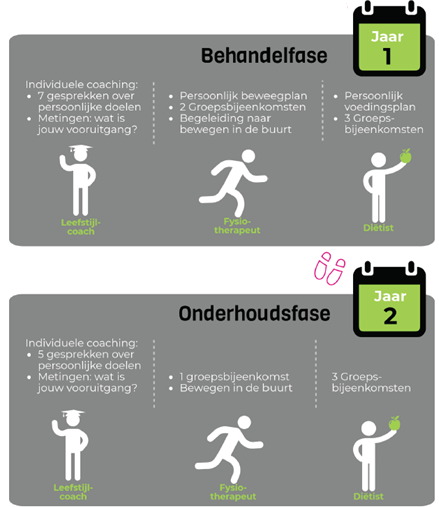 Jaar
1
Behandelfase
Individuele coaching:
• 7 gesprekken over
persoonlijke doelen
• Metingen: wat is
jouw vooruitgang?
Leefstijl-
coach
• Persoonlijk beweegplan
• 2 Groepsbijeenkomsten
• Begeleiding naar
bewegen in de buurt
Fysio-
therapeut
• Persoonlijk
voedingsplan
• 3 Groeps-
bijeenkomsten
Diëtist
Jaar
2
Onderhoudsfase
Individuele coaching:
• 5 gesprekken over
persoonlijke doelen
• Metingen: wat is
jouw vooruitgang?
Leefstijl-
coach
• 1 groepsbijeenkomst
• Bewegen in de buurt
Fysio-
therapeut
3 Groeps-
bijeenkomsten
Diëtist